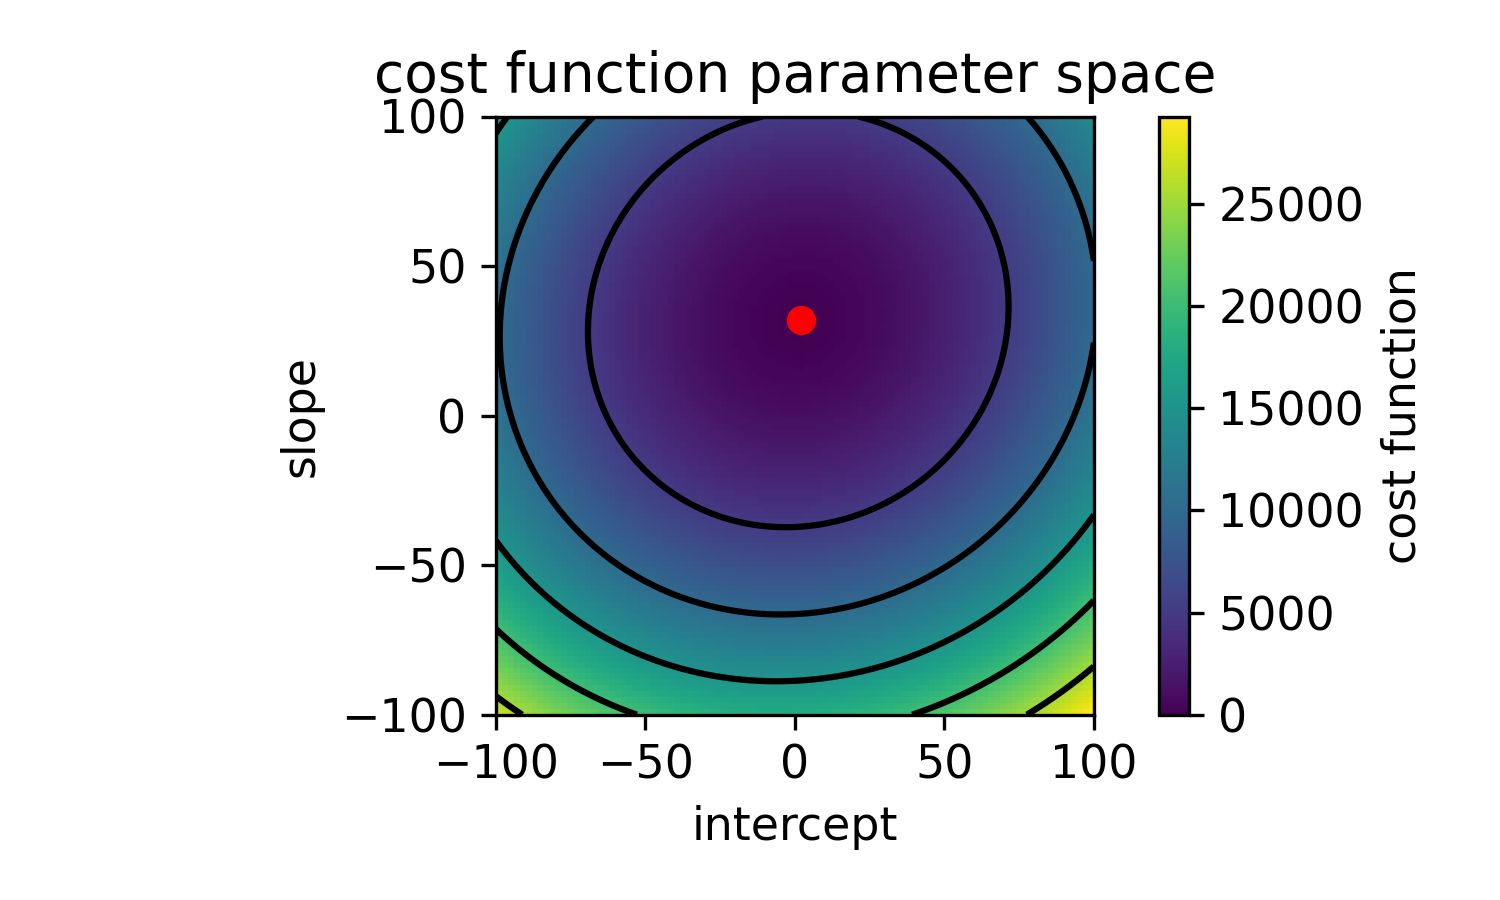 cost function parameter space
100
50
0
−50
−100
slope
−100 −50 0 50 100
intercept
25000
20000
15000
10000
5000
0
cost function